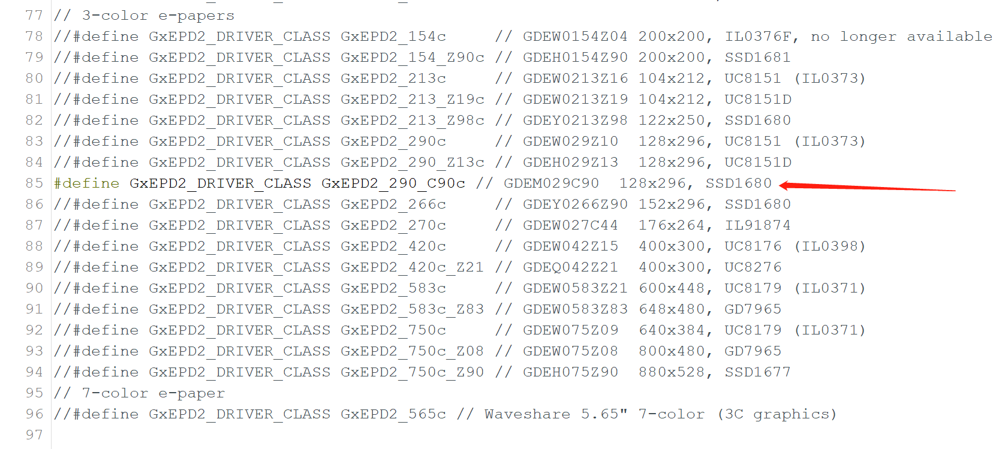 77 // 3-color e-papers
78 //#define GxEPD2_DRIVER_CLASS GxEPD2_154c     // GDEW0154Z04 200x200, IL0376F, no longer available
79 //#define GxEPD2_DRIVER_CLASS GxEPD2_154_Z90c // GDEH0154Z90 200x200, SSD1681
80 //#define GxEPD2_DRIVER_CLASS GxEPD2_213c     // GDEW0213Z16 104x212, UC8151 (IL0373)
81 //#define GxEPD2_DRIVER_CLASS GxEPD2_213_Z19c // GDEW0213Z19 104x212, UC8151D
82 //#define GxEPD2_DRIVER_CLASS GxEPD2_213_Z98c // GDEY0213Z98 122x250, SSD1680
83 //#define GxEPD2_DRIVER_CLASS GxEPD2_290c     // GDEW029Z10  128x296, UC8151 (IL0373)
84 //#define GxEPD2_DRIVER_CLASS GxEPD2_290_Z13c // GDEH029Z13  128x296, UC8151D
85 #define GxEPD2_DRIVER_CLASS GxEPD2_290_C90c // GDEM029C90  128x296, SSD1680
86 //#define GxEPD2_DRIVER_CLASS GxEPD2_266c     // GDEY0266Z90 152x296, SSD1680
87 //#define GxEPD2_DRIVER_CLASS GxEPD2_270c     // GDEW027C44  176x264, IL91874
88 //#define GxEPD2_DRIVER_CLASS GxEPD2_420c     // GDEW042Z15  400x300, UC8176 (IL0398)
89 //#define GxEPD2_DRIVER_CLASS GxEPD2_420c_Z21 // GDEQ042Z21  400x300, UC8276
90 //#define GxEPD2_DRIVER_CLASS GxEPD2_583c     // GDEW0583Z21 600x448, UC8179 (IL0371)
91 //#define GxEPD2_DRIVER_CLASS GxEPD2_583c_Z83 // GDEW0583Z83 648x480, GD7965
92 //#define GxEPD2_DRIVER_CLASS GxEPD2_750c     // GDEW075Z09  640x384, UC8179 (IL0371)
93 //#define GxEPD2_DRIVER_CLASS GxEPD2_750c_Z08 // GDEW075Z08  800x480, GD7965
94 //#define GxEPD2_DRIVER_CLASS GxEPD2_750c_Z90 // GDEH075Z90  880x528, SSD1677
95 // 7-color e-paper
96 //#define GxEPD2_DRIVER_CLASS GxEPD2_565c // Waveshare 5.65" 7-color (3C graphics)
97